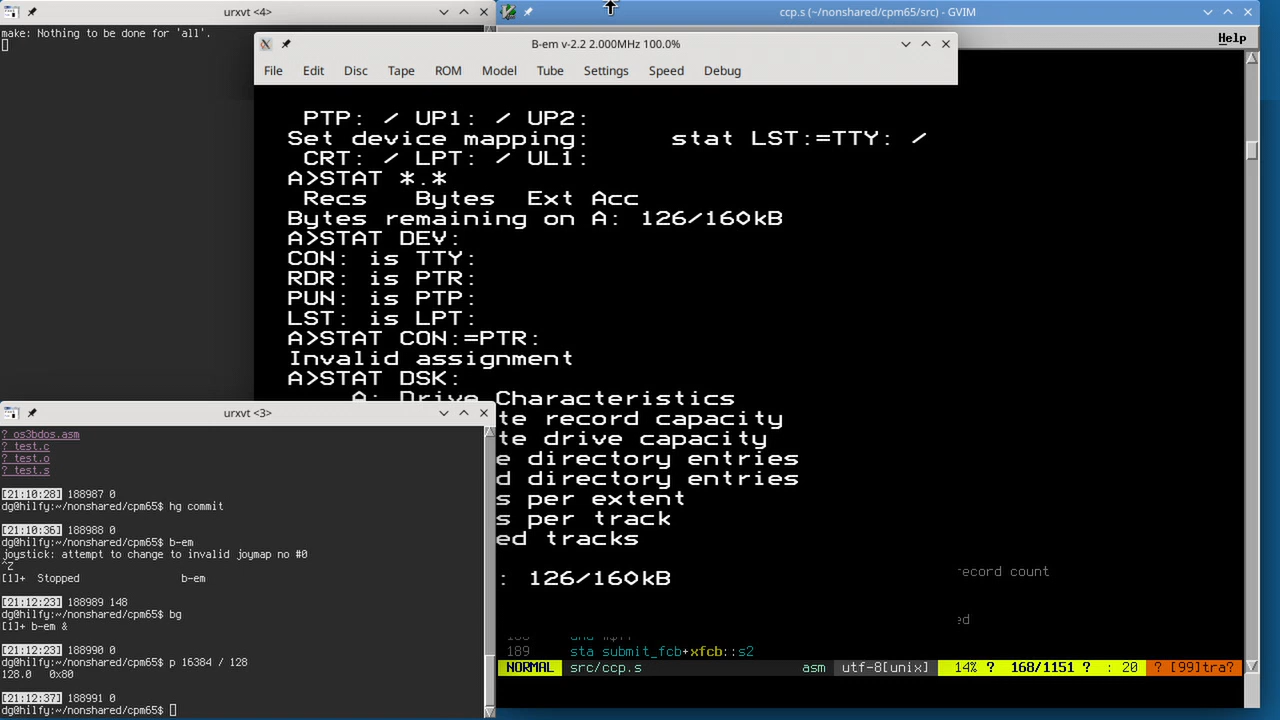 urxvt <4>
make: Nothing to be done for 'all'.
ccp.s (~/nonshared/cpm65/src) - GVIM
Help
B-em v-2.2 2.000MHz 100.0%
File Edit Disc Tape ROM Model Tube Settings Speed Debug
PTP: / UP1: / UP2:
Set device mapping: stat LST:=TTY: /
CRT: / LPT: / UL1:
A>STAT *.*
Recs Bytes Ext Acc
Bytes remaining on A: 126/160kB
A>STAT DEV:
CON: is TTY:
RDR: is PTR:
PUN: is PTP:
LST: is LPT:
A>STAT CON:=PTR:
Invalid assignment
A>STAT DSK:
A: Drive Characteristics
te record capacity
te drive capacity
e directory entries
d directory entries
s per extent
s per track
ed tracks
: 126/160kB
urxvt <3>
? os3bdos.asm
? test.c
? test.o
? test.s
[21:10:28] 188987 0
dg@hilfy:~/nonshared/cpm65$ hg commit
[21:10:36] 188988 0
dg@hilfy:~/nonshared/cpm65$ b-em
joystick: attempt to change to invalid joymap no #0
^Z
[1]+ Stopped b-em
[21:12:23] 188989 148
dg@hilfy:~/nonshared/cpm65$ bg
[1]+ b-em &
[21:12:23] 188990 0
dg@hilfy:~/nonshared/cpm65$ p 16384 / 128
128.0 0x80
[21:12:37] 188991 0
dg@hilfy:~/nonshared/cpm65$
record count
ed
189 sta submit_fcb+xfcb::s2
NORMAL src/ccp.s asm utf-8[unix] 14% ? 168/1151 ? : 20 ? [99]tra?